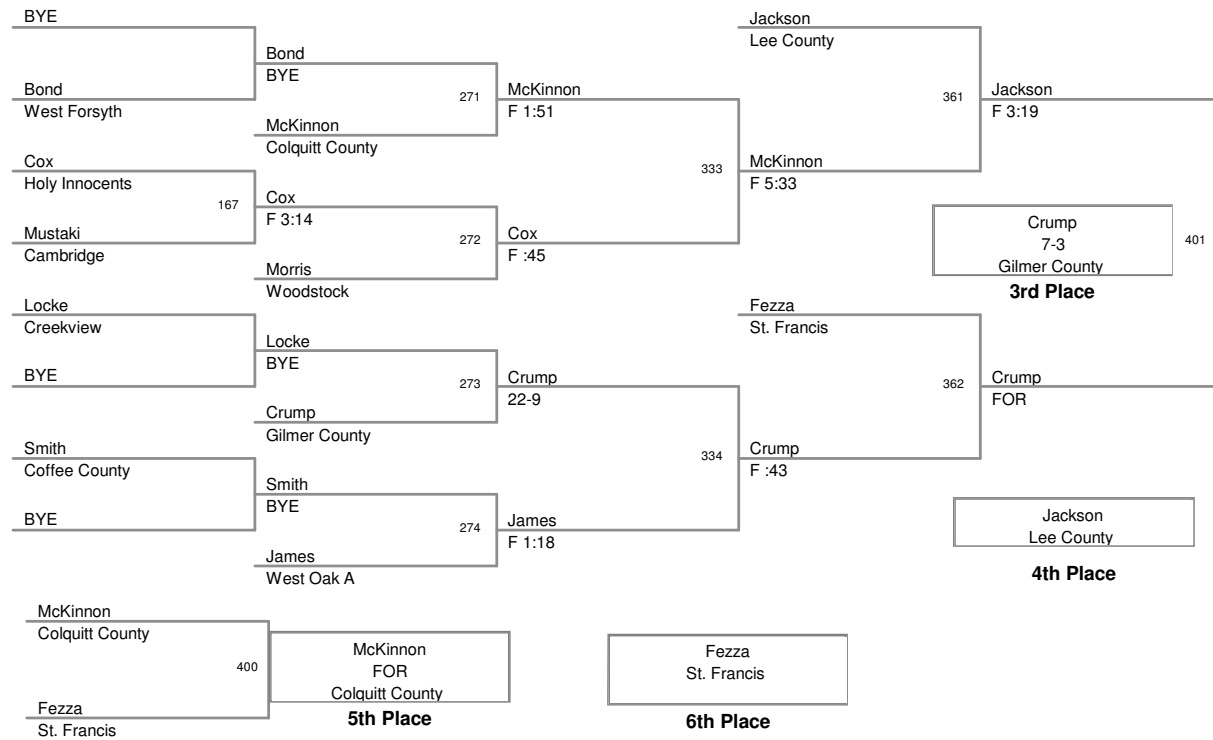 BYE
Bond
West Forsyth
Cox
Holy Innocents
Mustaki
Cambridge
Locke
Creekview
BYE
Smith
Coffee County
BYE
167
Bond
BYE
McKinnon
Colquitt County
Cox
F 3:14
Morris
Woodstock
Locke
BYE
Crump
Gilmer County
Smith
BYE
James
West Oak A
271
272
273
274
McKinnon
F 1:51
Cox
F :45
Crump
22-9
James
F 1:18
333
334
Jackson
Lee County
McKinnon
F 5:33
Fezza
St. Francis
Crump
F :43
361
362
Jackson
F 3:19
Crump
FOR
Crump
7-3
Gilmer County
401
3rd Place
Jackson
Lee County
4th Place
McKinnon
Colquitt County
Fezza
St. Francis
400
McKinnon
FOR
Colquitt County
5th Place
Fezza
St. Francis
6th Place